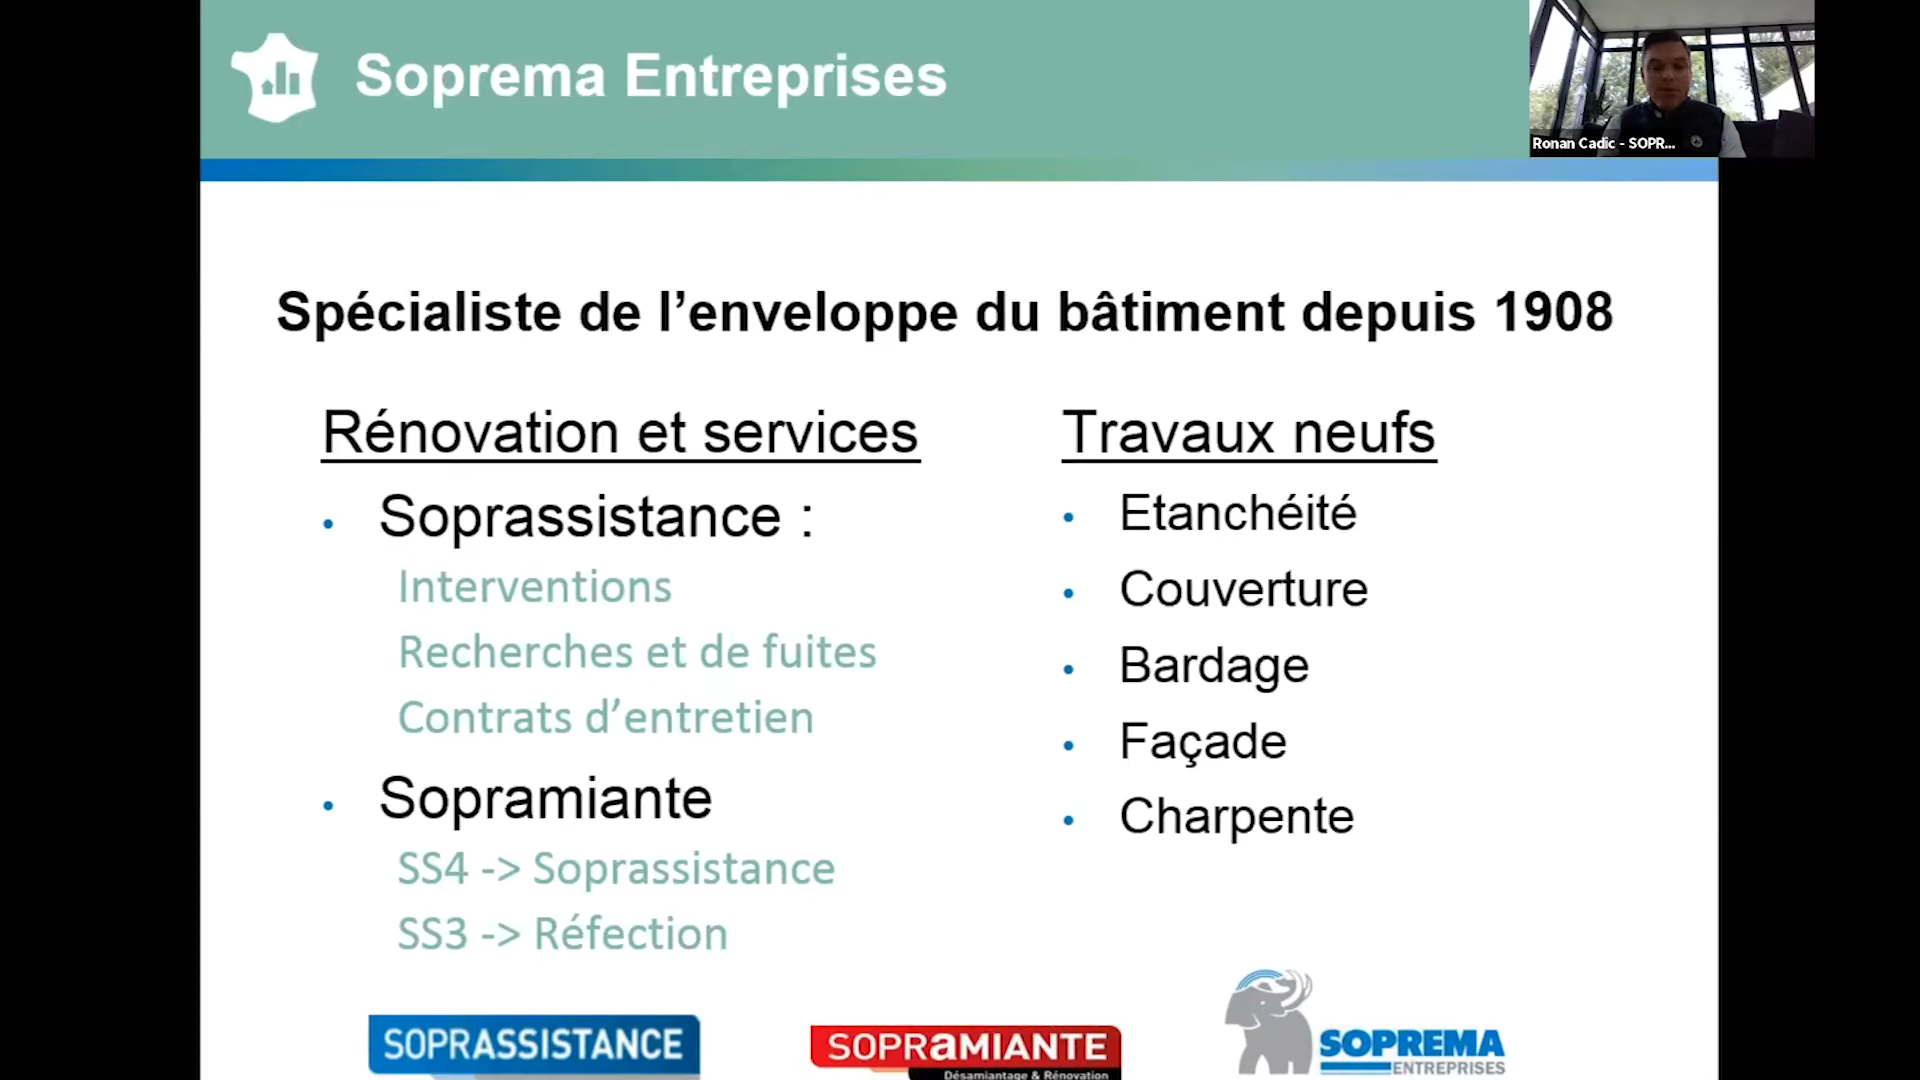 Soprema Entreprises
Ronan Cadic - SOPR...
Spécialiste de l’enveloppe du bâtiment depuis 1908
Rénovation et services
• Soprassistance :
Interventions
Recherches et de fuites
Contrats d’entretien
• Sopramiante
SS4 -> Soprassistance
SS3 -> Réfection
Travaux neufs
• Etanchéité
• Couverture
• Bardage
• Façade
• Charpente
SOPRASSISTANCE
SOPRaMIANTE
Désamiantage & Rénovation
SOPREMA
ENTREPRISES